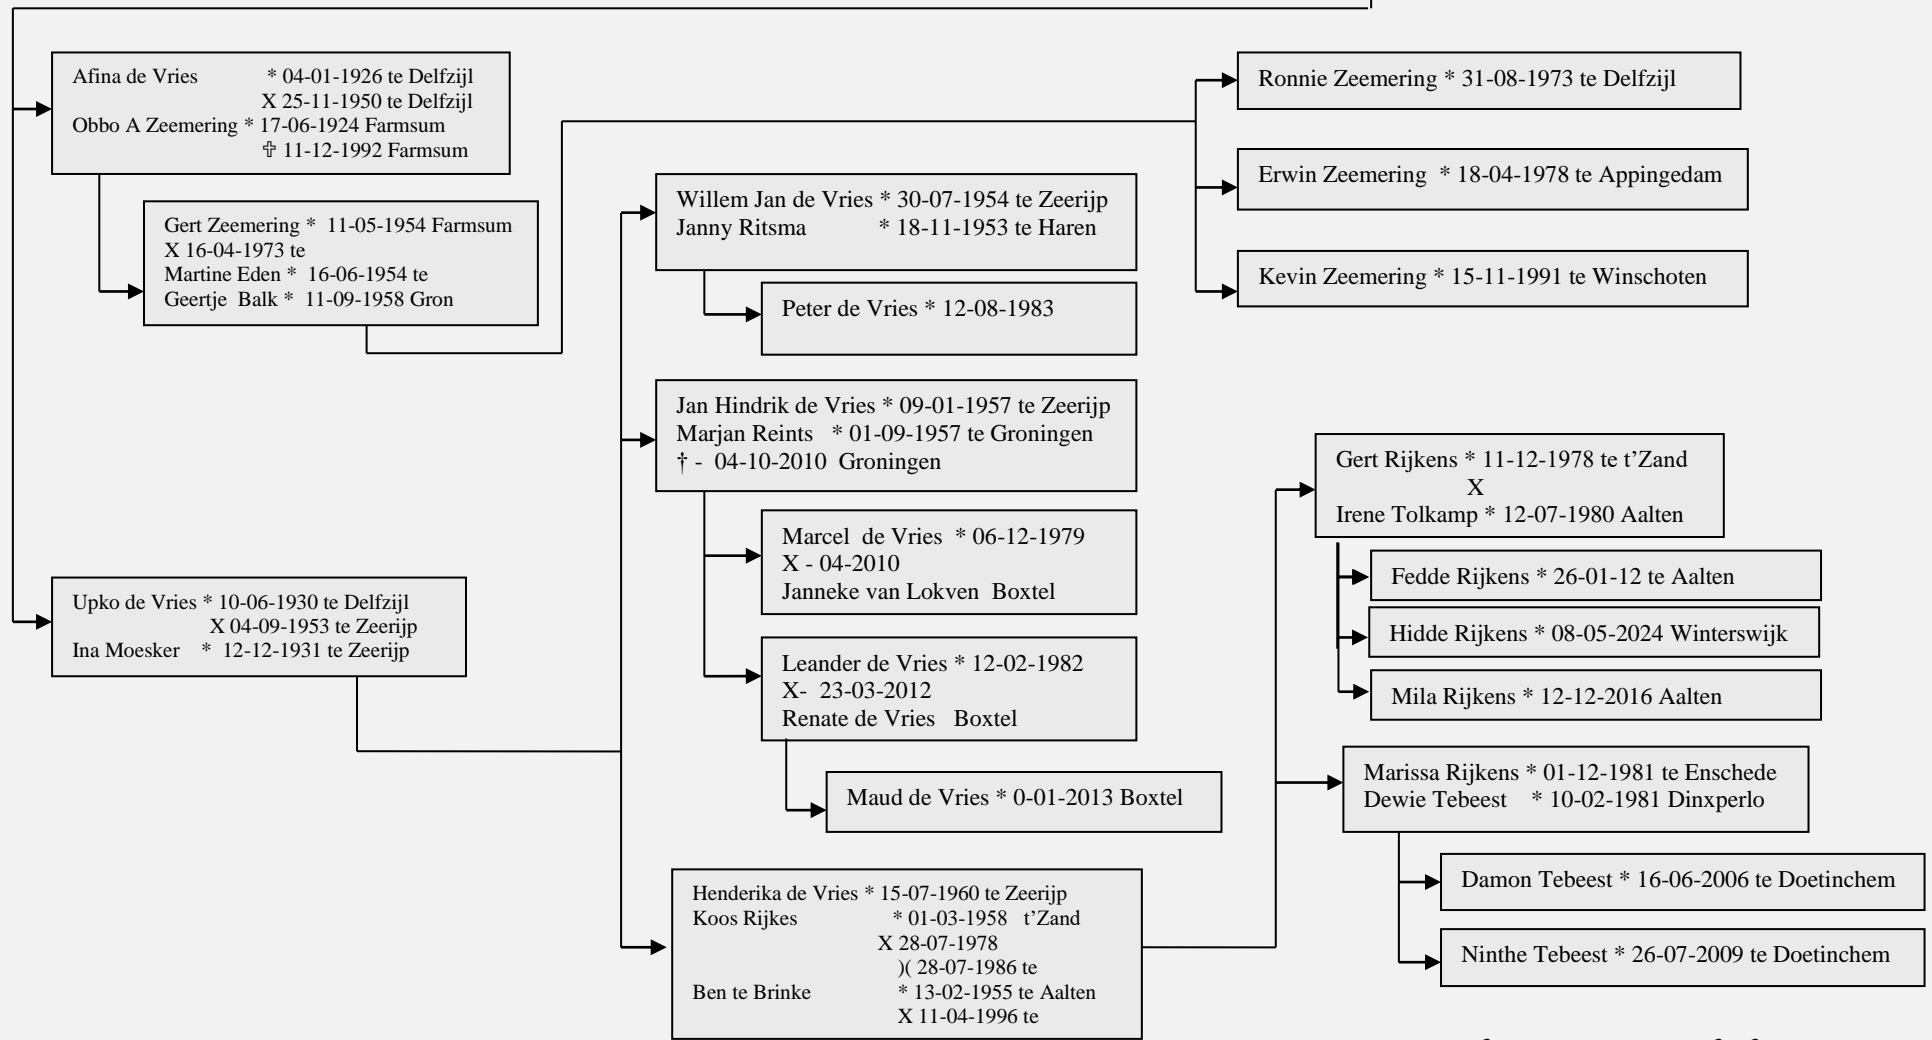 Afina de Vries * 04-01-1926 te Delfzijl
X 25-11-1950 te Delfzijl
Obbo A Zeemering * 17-06-1924 Farmsum
✞ 11-12-1992 Farmsum
Gert Zeemering * 11-05-1954 Farmsum
X 16-04-1973 te
Martine Eden * 16-06-1954 te
Geertje Balk * 11-09-1958 Gron
Ronnie Zeemering * 31-08-1973 te Delfzijl
Erwin Zeemering * 18-04-1978 te Appingedam
Kevin Zeemering * 15-11-1991 te Winschoten
Upko de Vries * 10-06-1930 te Delfzijl
X 04-09-1953 te Zeerijp
Ina Moesker * 12-12-1931 te Zeerijp
Willem Jan de Vries * 30-07-1954 te Zeerijp
Janny Ritsma * 18-11-1953 te Haren
Peter de Vries * 12-08-1983
Jan Hindrik de Vries * 09-01-1957 te Zeerijp
Marjan Reints * 01-09-1957 te Groningen
† - 04-10-2010 Groningen
Marcel de Vries * 06-12-1979
X - 04-2010
Janneke van Lokven Boxtel
Leander de Vries * 12-02-1982
X- 23-03-2012
Renate de Vries Boxtel
Maud de Vries * 0-01-2013 Boxtel
Henderika de Vries * 15-07-1960 te Zeerijp
Koos Rijkes * 01-03-1958 t’Zand
X 28-07-1978
)( 28-07-1986 te
Ben te Brinke * 13-02-1955 te Aalten
X 11-04-1996 te
Gert Rijkens * 11-12-1978 te t’Zand
X
Irene Tolkamp * 12-07-1980 Aalten
Fedde Rijkens * 26-01-12 te Aalten
Hidde Rijkens * 08-05-2024 Winterswijk
Mila Rijkens * 12-12-2016 Aalten
Marissa Rijkens * 01-12-1981 te Enschede
Dewie Tebeest * 10-02-1981 Dinxperlo
Damon Tebeest * 16-06-2006 te Doetinchem
Ninthe Tebeest * 26-07-2009 te Doetinchem